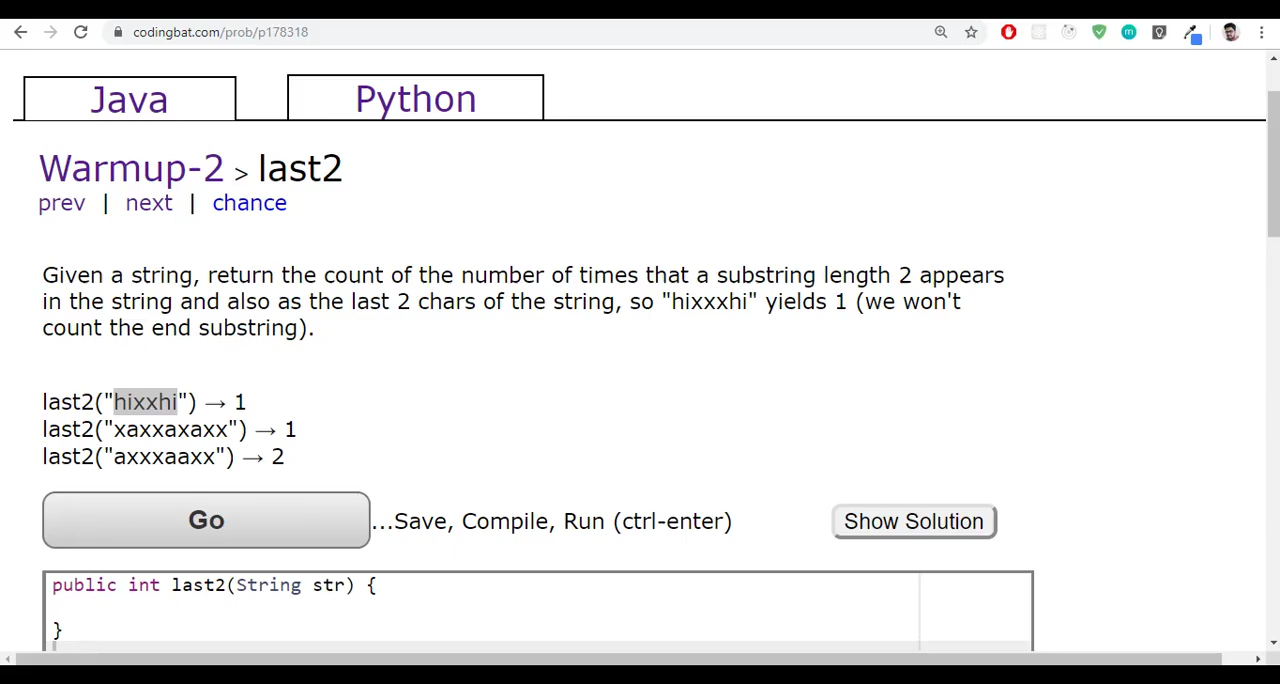 codingbat.com/prob/p178318
Java
Python
Warmup-2 > last2
prev | next | chance
Given a string, return the count of the number of times that a substring length 2 appears
in the string and also as the last 2 chars of the string, so "hixxxhi" yields 1 (we won't
count the end substring).
last2("hixxhi") → 1
last2("xaxxaxaxx") → 1
last2("axxxaaxx") → 2
Go
...Save, Compile, Run (ctrl-enter)
Show Solution
public int last2(String str) {
}